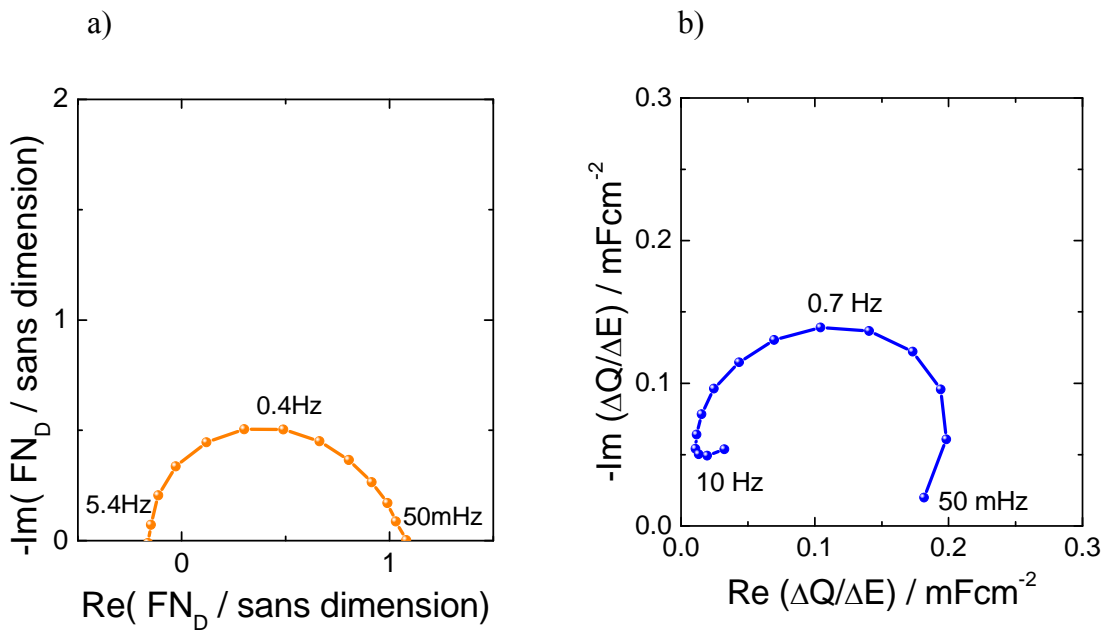 a)
2
1
0
0
1
-Im( FN_D / sans dimension)
Re( FN_D / sans dimension)
5.4Hz
0.4Hz
50mHz
b)
0.3
0.2
0.1
0.0
0.0
0.1
0.2
0.3
-Im (ΔQ/ΔE) / mFcm⁻²
Re (ΔQ/ΔE) / mFcm⁻²
0.7 Hz
10 Hz
50 mHz